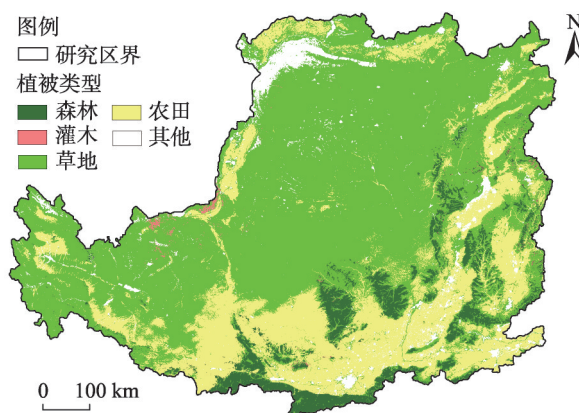 图例
研究区界
植被类型
森林 农田
灌木 其他
草地
N
0 100 km